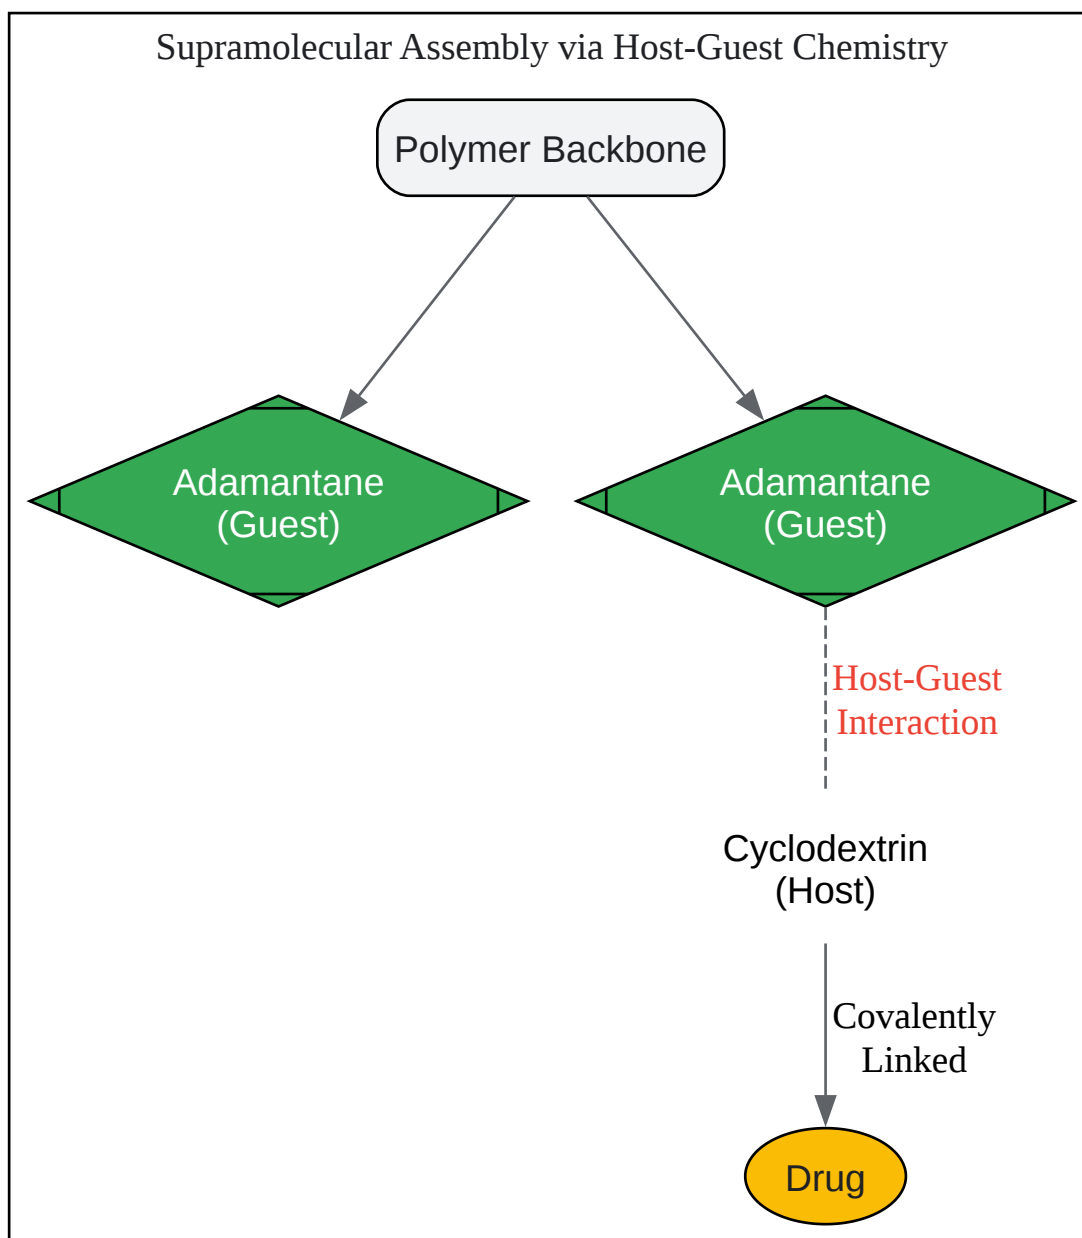 Supramolecular Assembly via Host-Guest Chemistry
Polymer Backbone
Adamantane
(Guest)
Adamantane
(Guest)
Host-Guest
Interaction
Cyclodextrin
(Host)
Covalently
Linked
Drug